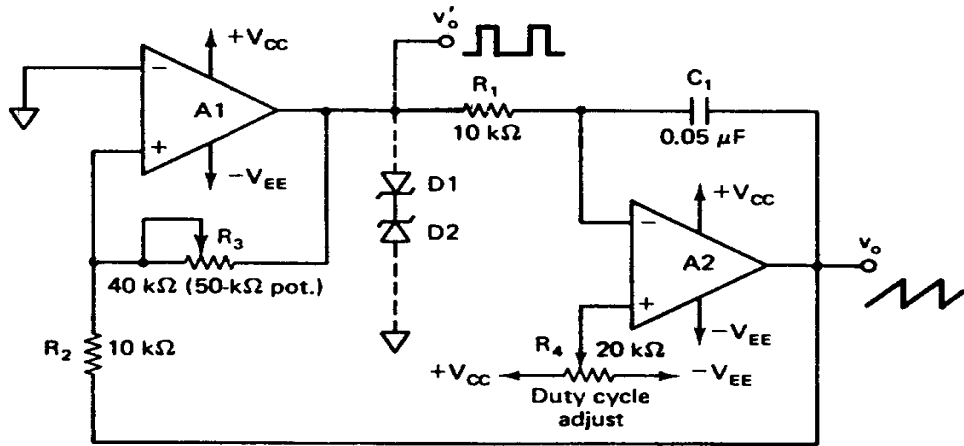 v′o
+VCC
−
A1
+
−VEE
R1
10 kΩ
C1
0.05 μF
D1
D2
R3
40 kΩ (50-kΩ pot.)
R2
10 kΩ
+VCC
−
A2
+
−VEE
vo
R4
20 kΩ
+VCC
−VEE
Duty cycle
adjust